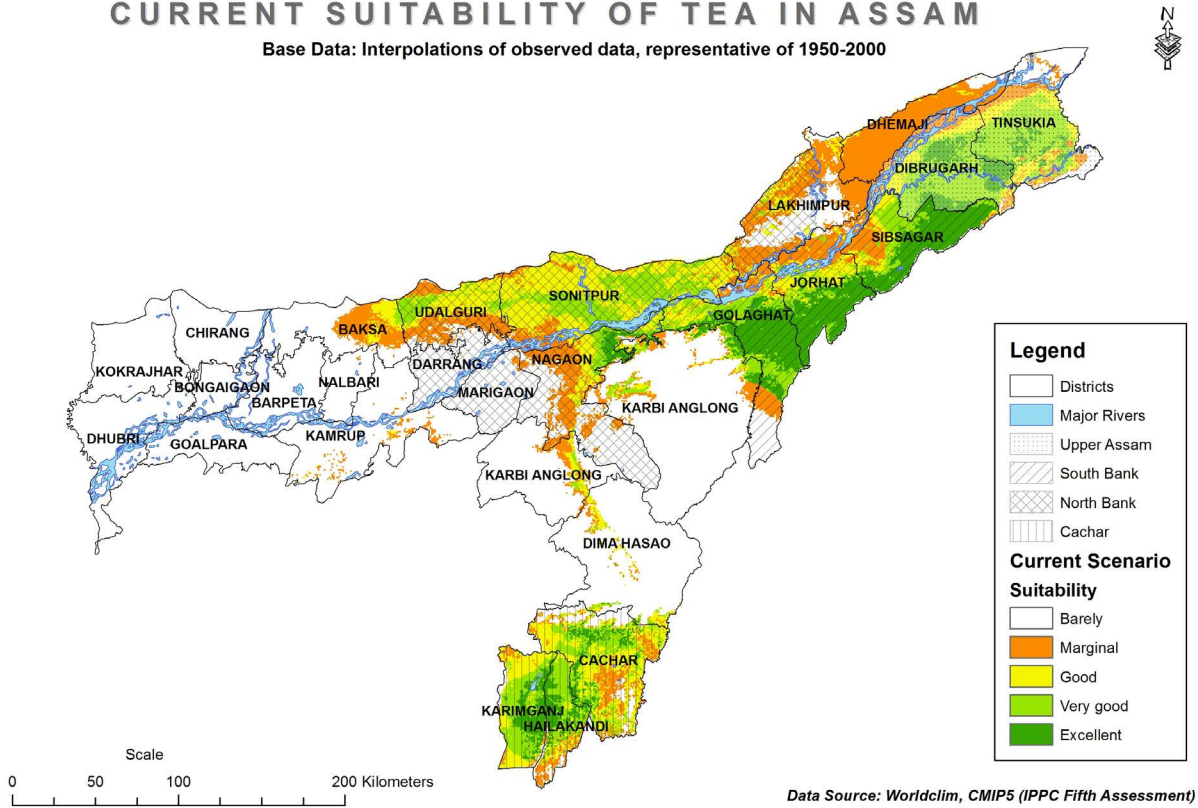 CURRENT SUITABILITY OF TEA IN ASSAM
Base Data: Interpolations of observed data, representative of 1950-2000
N
DHEMAJI
TINSUKIA
DIBRUGARH
LAKHIMPUR
SIBSAGAR
JORHAT
SONITPUR
GOLAGHAT
UDALGURI
BAKSA
CHIRANG
KOKRAJHAR
BONGAIGAON
BARPETA
NALBARI
DARRANG
NAGAON
MARIGAON
KARBI ANGLONG
DHUBRI
GOALPARA
KAMRUP
KARBI ANGLONG
DIMA HASAO
CACHAR
KARIMGANJ
HAILAKANDI
Legend
Districts
Major Rivers
Upper Assam
South Bank
North Bank
Cachar
Current Scenario
Suitability
Barely
Marginal
Good
Very good
Excellent
Scale
0 50 100 200 Kilometers
Data Source: Worldclim, CMIP5 (IPPC Fifth Assessment)